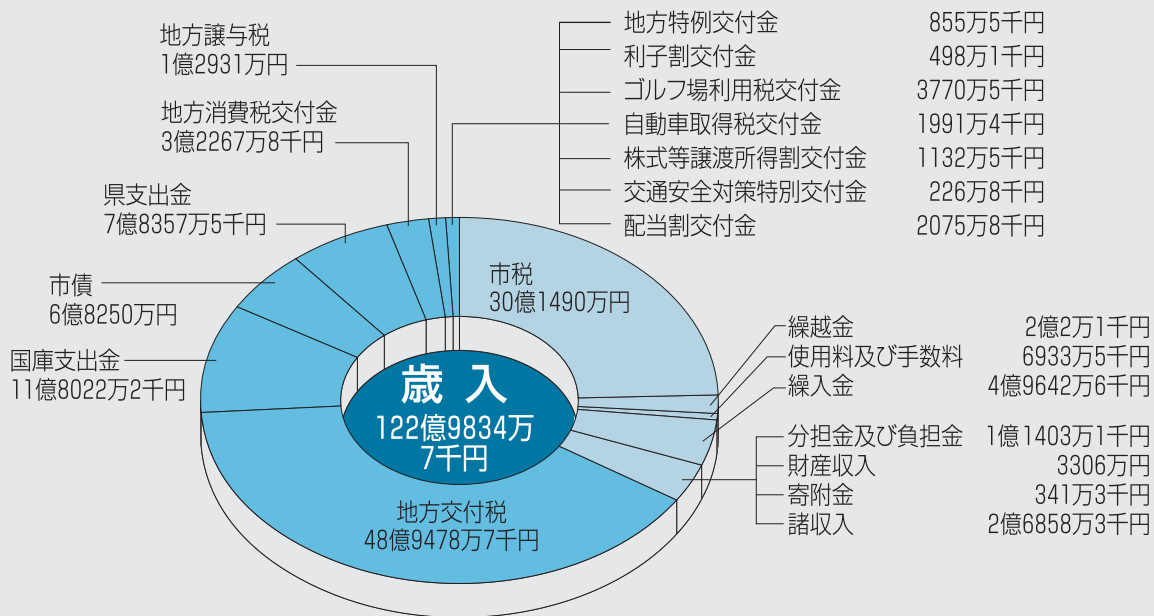 地方譲与税
1億2931万円
地方消費税交付金
3億2267万8千円
県支出金
7億8357万5千円
市債
6億8250万円
国庫支出金
11億8022万2千円
地方特例交付金 855万5千円
利子割交付金 498万1千円
ゴルフ場利用税交付金 3770万5千円
自動車取得税交付金 1991万4千円
株式等譲渡所得割交付金 1132万5千円
交通安全対策特別交付金 226万8千円
配当割交付金 2075万8千円
市税
30億1490万円
繰越金 2億2万1千円
使用料及び手数料 6933万5千円
繰入金 4億9642万6千円
分担金及び負担金 1億1403万1千円
財産収入 3306万円
寄附金 341万3千円
諸収入 2億6858万3千円
歳入
122億9834万
7千円
地方交付税
48億9478万7千円